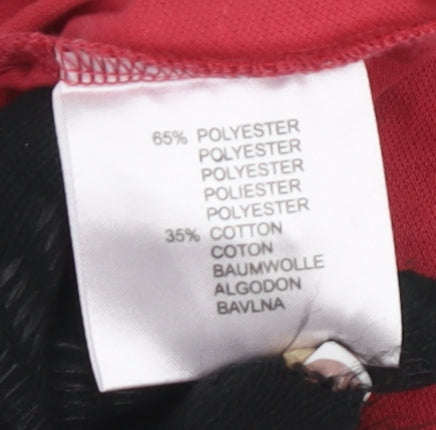 65% POLYESTER
POLYESTER
POLYESTER
POLIESTER
POLYESTER
35% COTTON
COTON
BAUMWOLLE
ALGODON
BAVLNA